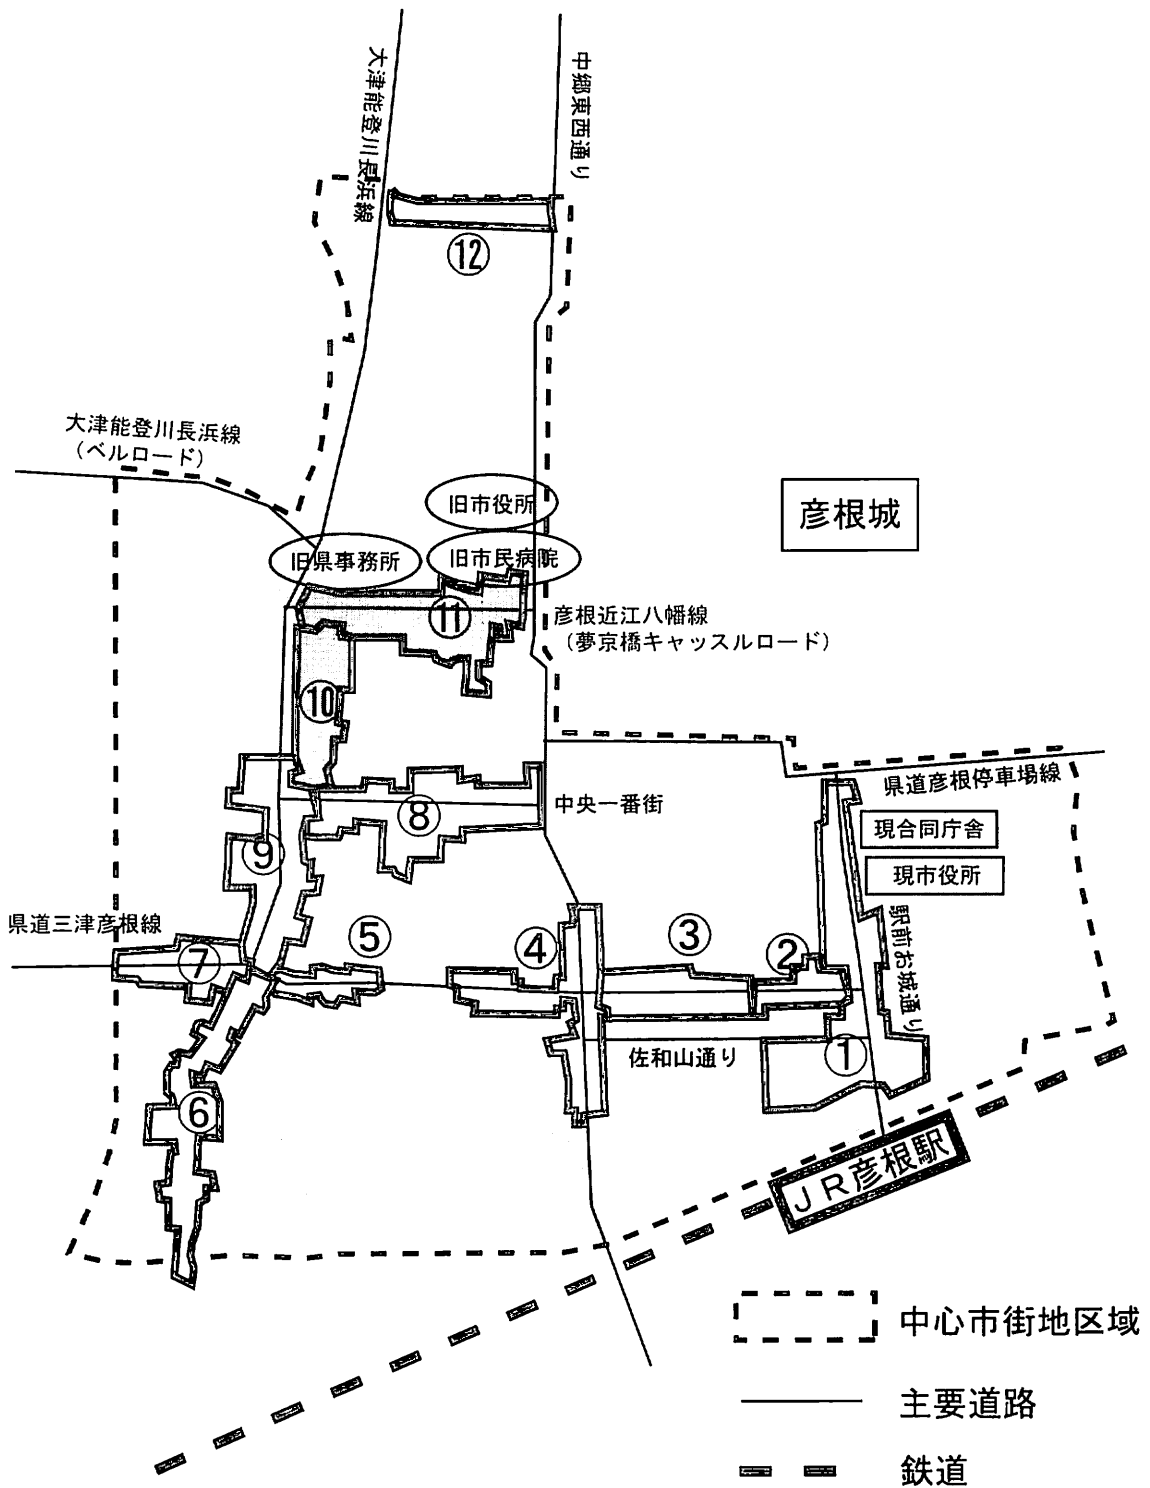 大津能登川長浜線
中郷東西通り
⑫
大津能登川長浜線
（ベルロード）
旧市役所
彦根城
旧県事務所
旧市民病院
⑪
彦根近江八幡線
（夢京橋キャッスルロード）
⑩
県道彦根停車場線
⑧
中央一番街
現合同庁舎
⑨
現市役所
県道三津彦根線
⑤
④
③
②
⑦
駅前お城通り
佐和山通り
①
⑥
ＪＲ彦根駅
中心市街地区域
主要道路
鉄道